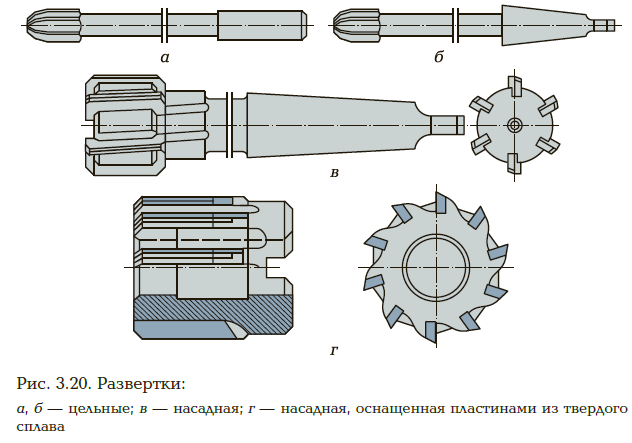 а
б
в
г
Рис. 3.20. Развертки:
а, б — цельные; в — насадная; г — насадная, оснащенная пластинами из твердого
сплава